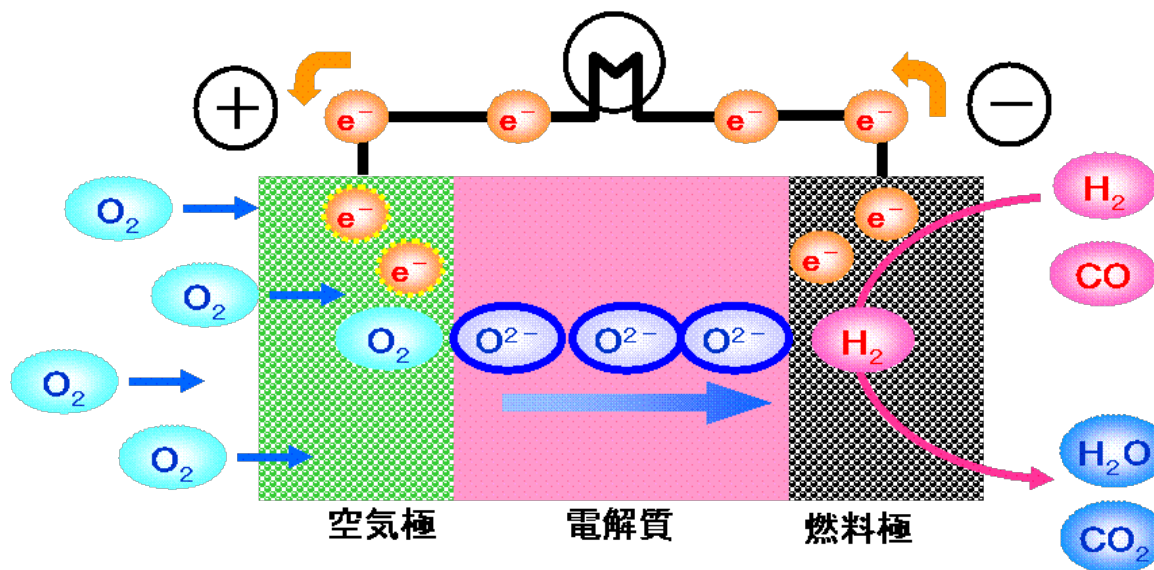 + e⁻ e⁻ e⁻ e⁻ −
O₂ e⁻ e⁻ H₂
e⁻ e⁻ CO
O₂
O₂ O²⁻ O²⁻ O²⁻ H₂
O₂
O₂ H₂O
空気極 電解質 燃料極 CO₂